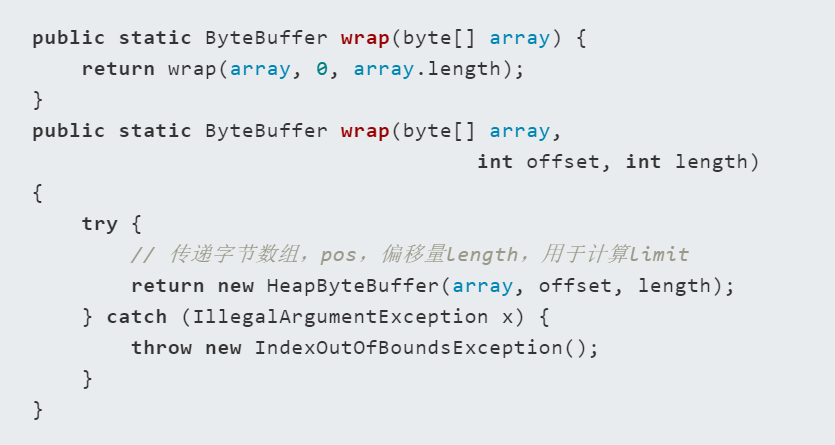 public static ByteBuffer wrap(byte[] array) {
    return wrap(array, 0, array.length);
}
public static ByteBuffer wrap(byte[] array,
                                    int offset, int length)
{
    try {
        // 传递字节数组，pos，偏移量length，用于计算limit
        return new HeapByteBuffer(array, offset, length);
    } catch (IllegalArgumentException x) {
        throw new IndexOutOfBoundsException();
    }
}